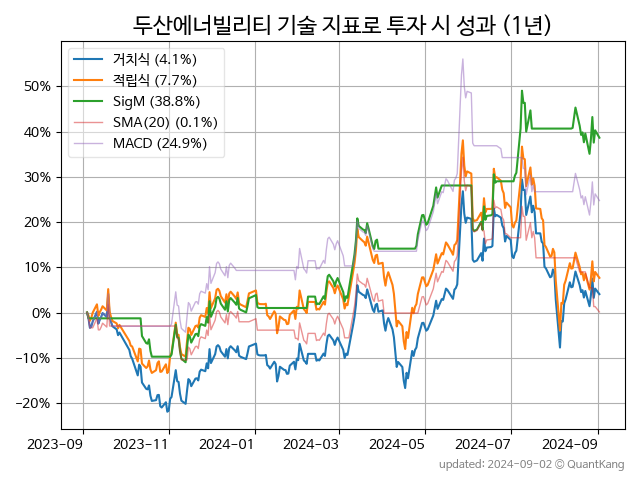 두산에너빌리티 기술 지표로 투자 시 성과 (1년)
거치식 (4.1%)
적립식 (7.7%)
SigM (38.8%)
SMA(20) (0.1%)
MACD (24.9%)
50%
40%
30%
20%
10%
0%
−10%
−20%
2023-09 2023-11 2024-01 2024-03 2024-05 2024-07 2024-09
updated: 2024-09-02 © QuantKang